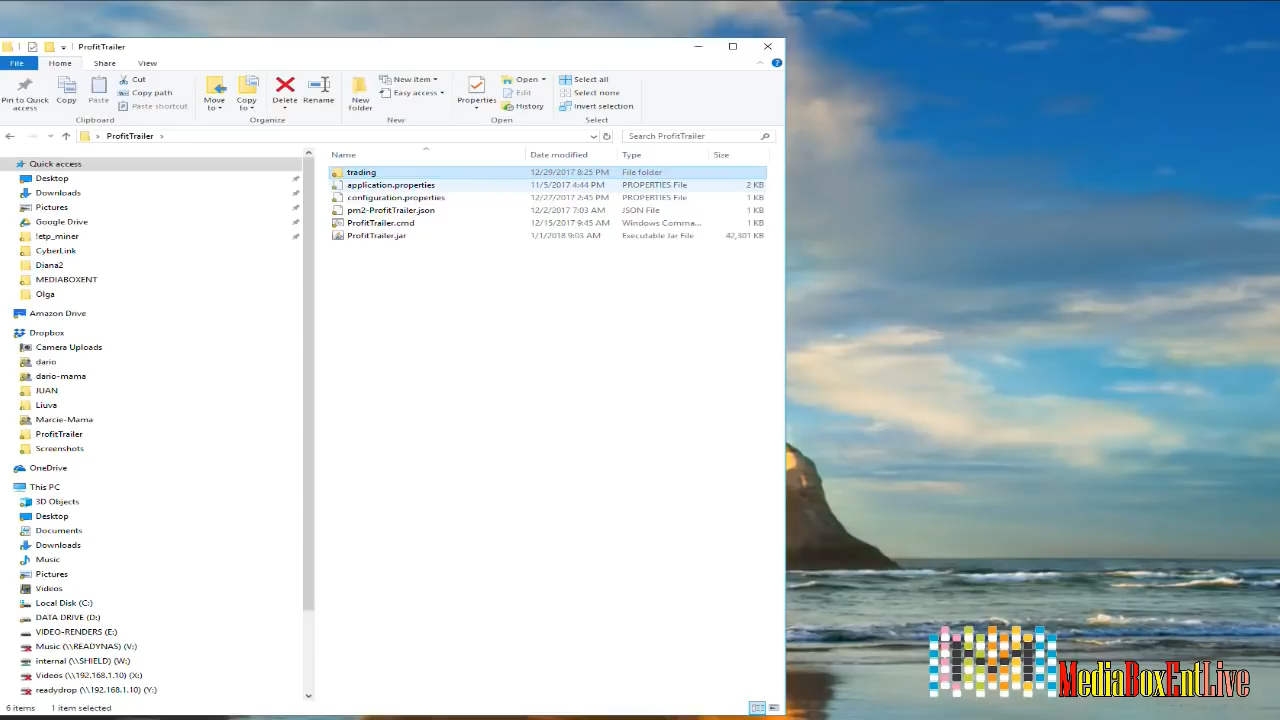 ProfitTrailer
File Home Share View
Pin to Quick access
Copy
Paste
Cut
Copy path
Paste shortcut
Move to
Copy to
Delete
Rename
New folder
New item
Easy access
Properties
Open
Edit
History
Select all
Select none
Invert selection
Clipboard Organize New Open Select
ProfitTrailer
Search ProfitTrailer
Quick access
Desktop
Downloads
Pictures
Google Drive
!etp_miner
CyberLink
Diana2
MEDIABOXENT
Olga
Amazon Drive
Dropbox
Camera Uploads
dario
dario-mama
JUAN
Liuva
Marcie-Mama
ProfitTrailer
Screenshots
OneDrive
This PC
3D Objects
Desktop
Documents
Downloads
Music
Pictures
Videos
Local Disk (C:)
DATA DRIVE (D:)
VIDEO-RENDERS (E:)
Music (\\READYNAS) (V:)
internal (\\SHIELD) (W:)
Videos (\\192.168.1.10) (X:)
readydrop (\\192.168.1.10) (Y:)
Name Date modified Type Size
trading 12/29/2017 8:25 PM File folder
application.properties 11/5/2017 4:44 PM PROPERTIES File 2 KB
configuration.properties 12/27/2017 2:45 PM PROPERTIES File 1 KB
pm2-ProfitTrailer.json 12/2/2017 7:03 AM JSON File 1 KB
ProfitTrailer.cmd 12/15/2017 9:45 AM Windows Comma... 1 KB
ProfitTrailer.jar 1/1/2018 9:03 AM Executable Jar File 42,301 KB
6 items 1 item selected
MediaBoxEntLive